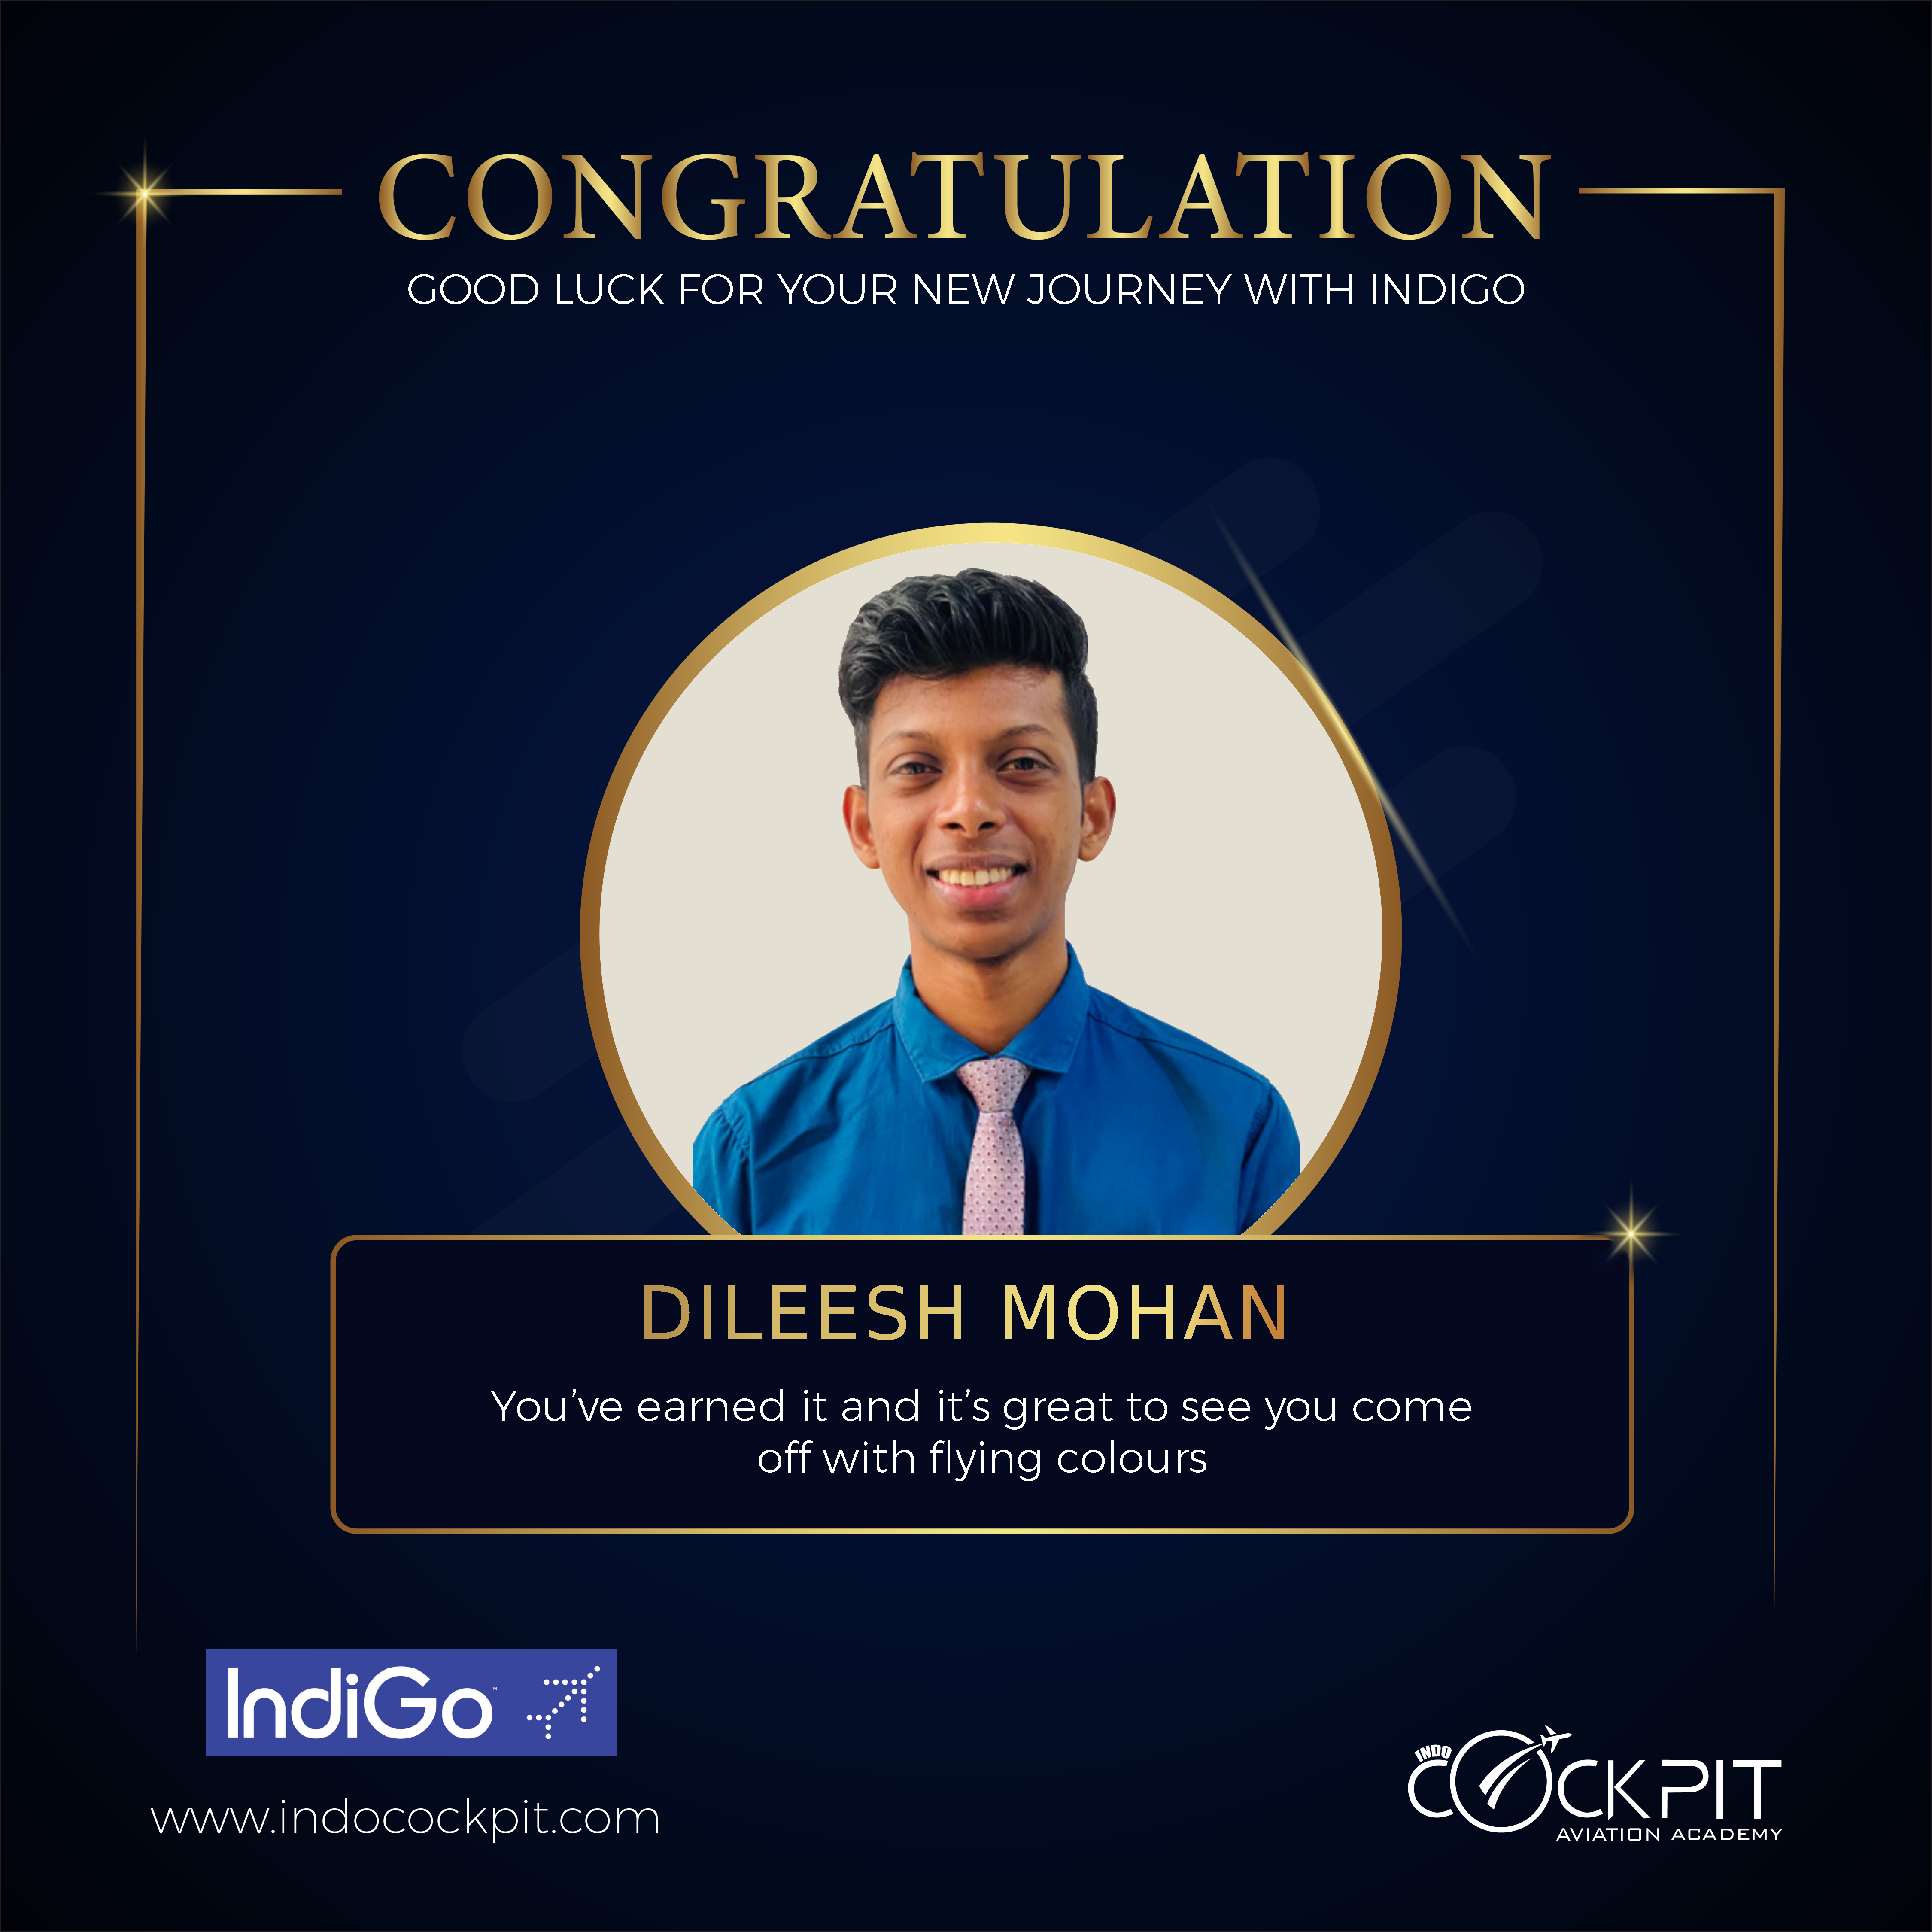 CONGRATULATION
GOOD LUCK FOR YOUR NEW JOURNEY WITH INDIGO
DILEESH MOHAN
You've earned it and it's great to see you come
off with flying colours
IndiGo™
www.indocockpit.com
INDO
COCKPIT
AVIATION ACADEMY